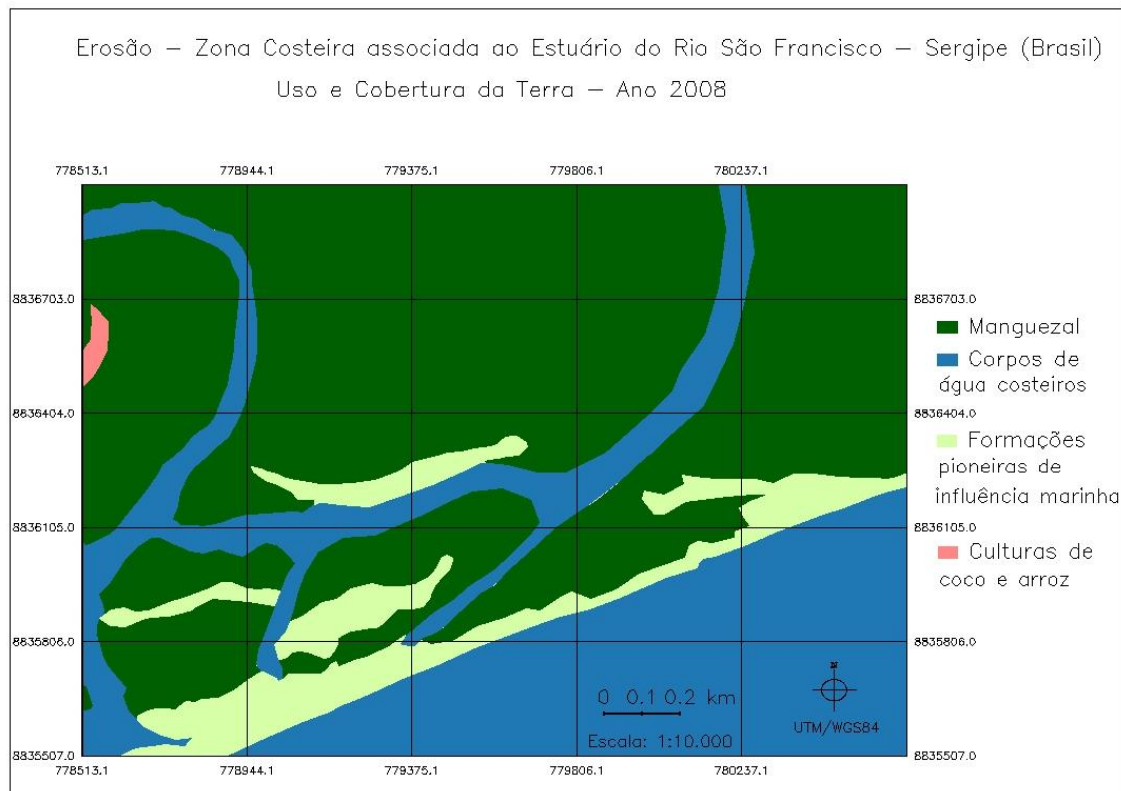 Erosão – Zona Costeira associada ao Estuário do Rio São Francisco – Sergipe (Brasil)
Uso e Cobertura da Terra – Ano 2008
778513.1 778944.1 779375.1 779806.1 780237.1
8836703.0 8836703.0
Manguezal
Corpos de
água costeiros
8836404.0 8836404.0
Formações
pioneiras de
influência marinha
8836105.0 8836105.0
Culturas de
coco e arroz
8835806.0 8835806.0
N
0 0.1 0.2 km
UTM/WGS84
Escala: 1:10.000
8835507.0 8835507.0
778513.1 778944.1 779375.1 779806.1 780237.1